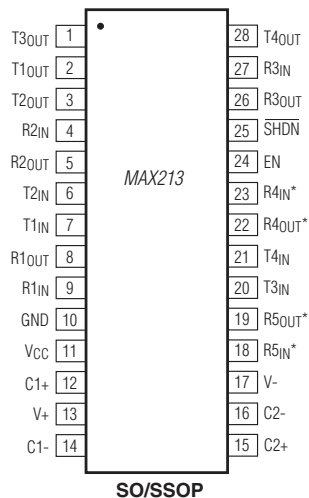 T3OUT 1 28 T4OUT
T1OUT 2 27 R3IN
T2OUT 3 26 R3OUT
R2IN 4 25 SHDN
R2OUT 5 24 EN
MAX213
T2IN 6 23 R4IN*
T1IN 7 22 R4OUT*
R1OUT 8 21 T4IN
R1IN 9 20 T3IN
GND 10 19 R5OUT*
VCC 11 18 R5IN*
C1+ 12 17 V-
V+ 13 16 C2-
C1- 14 15 C2+
SO/SSOP